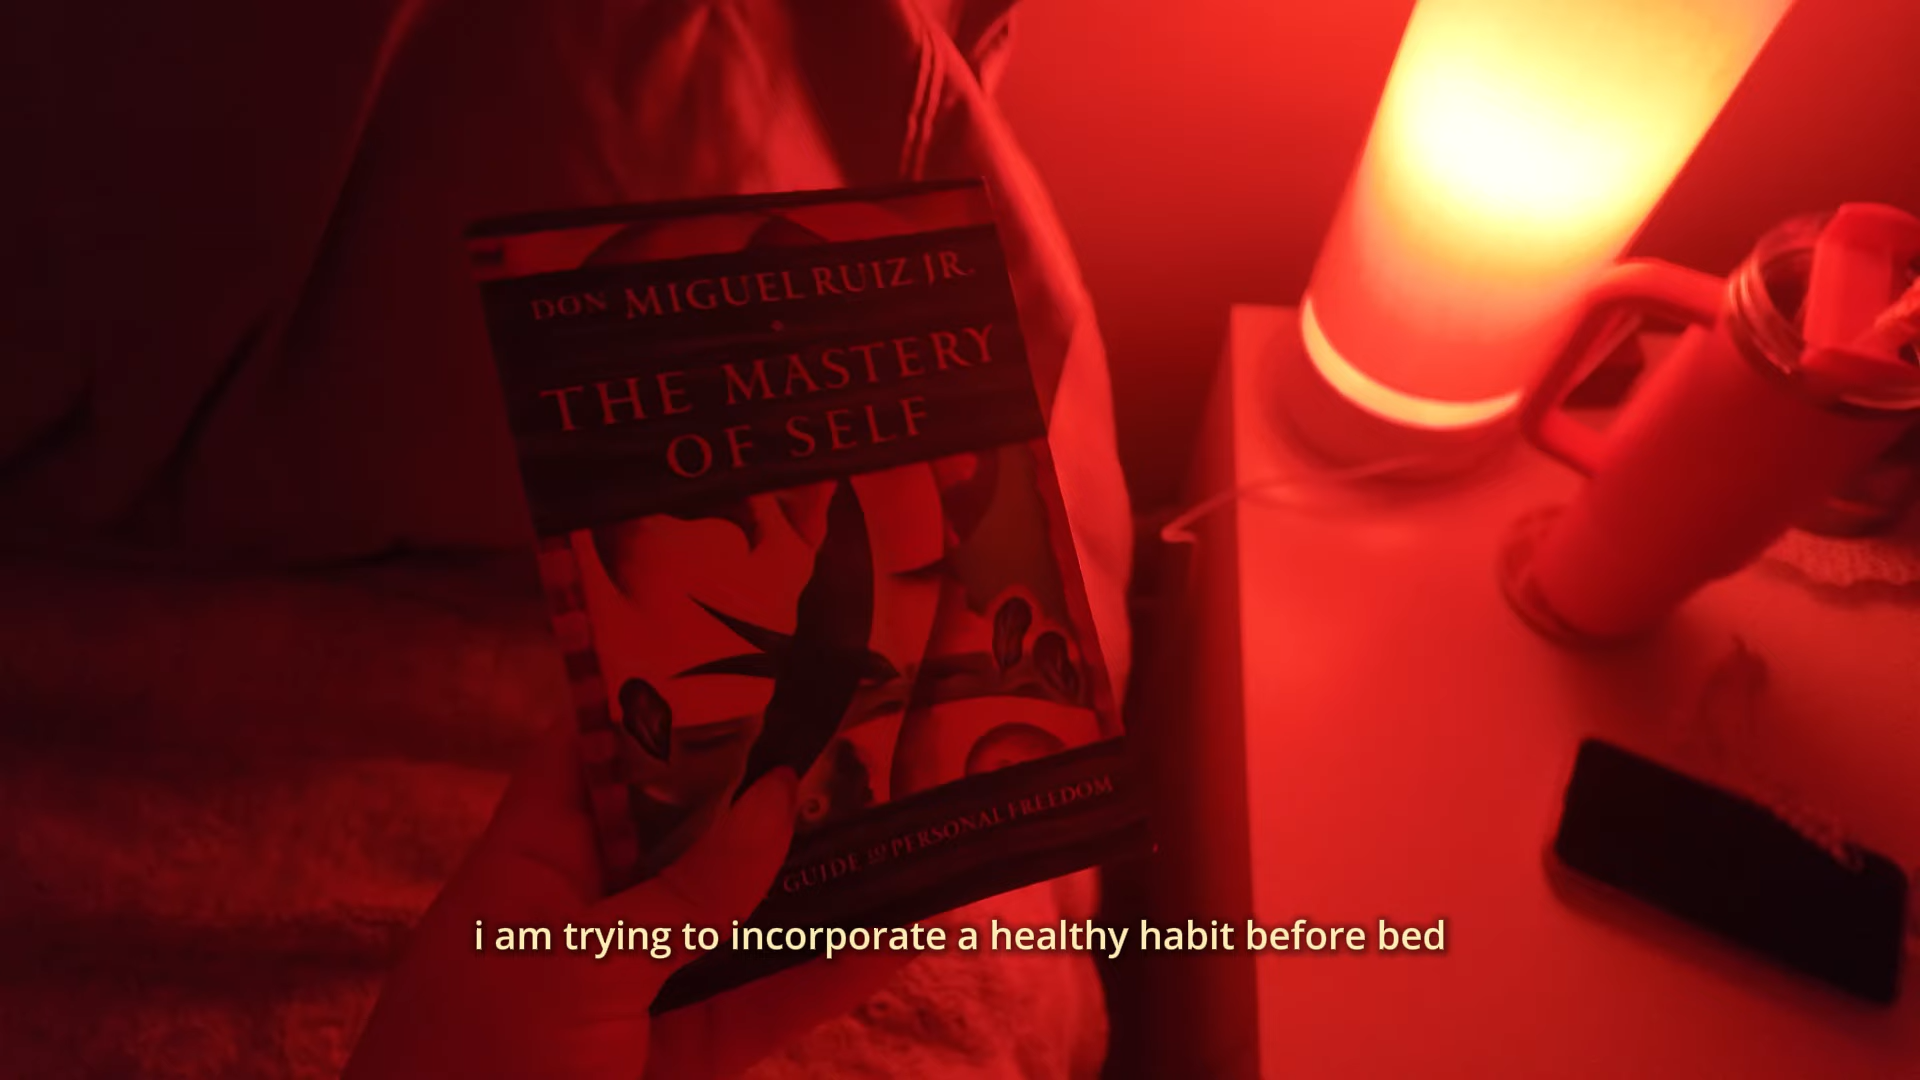 DON MIGUEL RUIZ JR.
THE MASTERY
OF SELF
GUIDE TO PERSONAL FREEDOM
i am trying to incorporate a healthy habit before bed